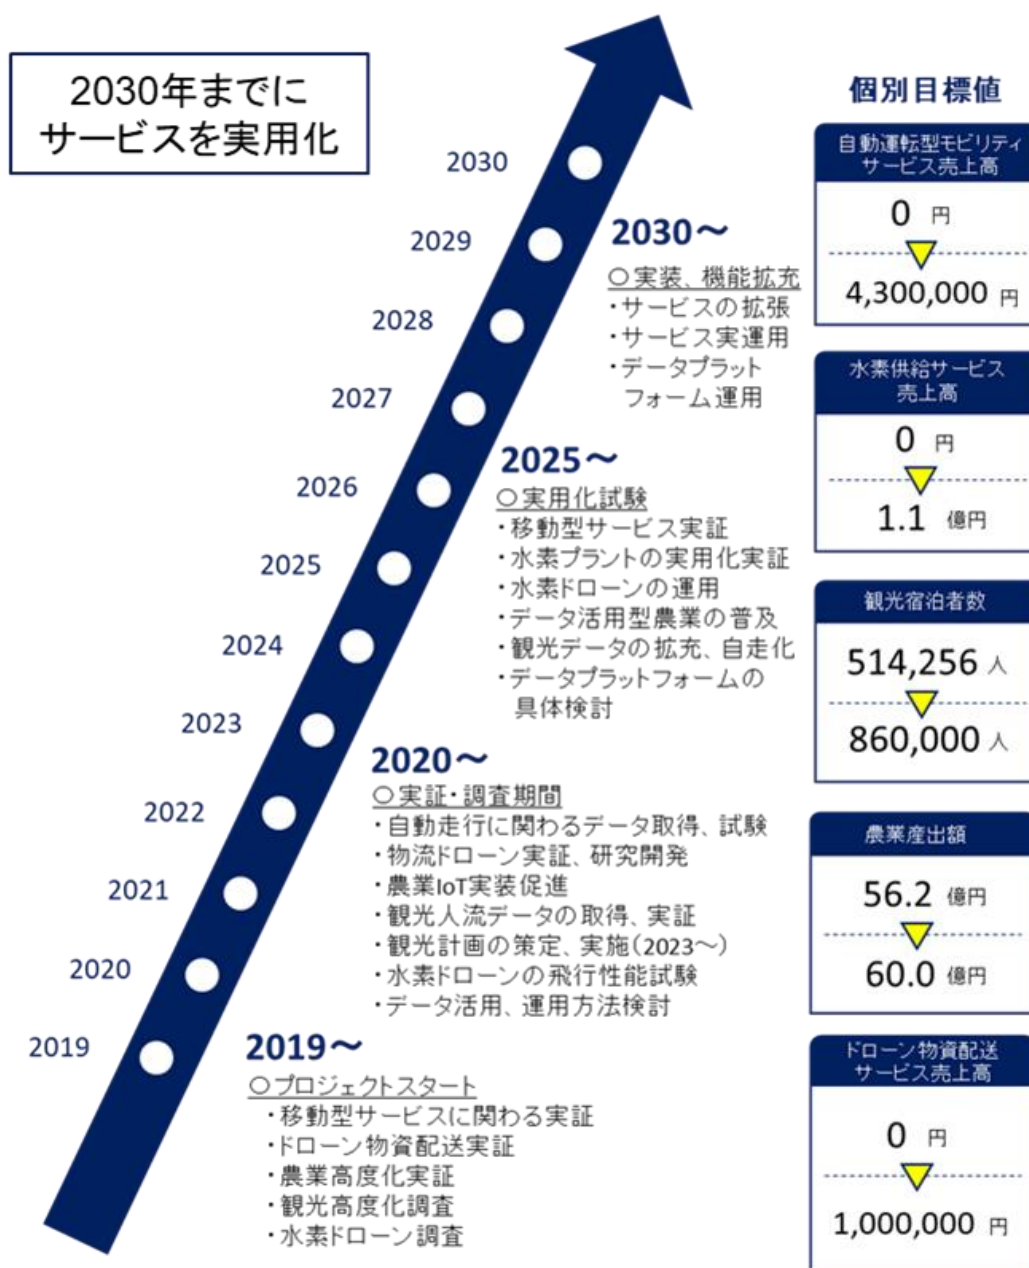 2030年までに
サービスを実用化
2030
2029
2028
2027
2026
2025
2024
2023
2022
2021
2020
2019
2030～
○実装、機能拡充
・サービスの拡張
・サービス実運用
・データプラット
フォーム運用
2025～
○実用化試験
・移動型サービス実証
・水素プラントの実用化実証
・水素ドローンの運用
・データ活用型農業の普及
・観光データの拡充、自走化
・データプラットフォームの
具体検討
2020～
○実証・調査期間
・自動走行に関わるデータ取得、試験
・物流ドローン実証、研究開発
・農業IoT実装促進
・観光人流データの取得、実証
・観光計画の策定、実施（2023～）
・水素ドローンの飛行性能試験
・データ活用、運用方法検討
2019～
○プロジェクトスタート
・移動型サービスに関わる実証
・ドローン物資配送実証
・農業高度化実証
・観光高度化調査
・水素ドローン調査
個別目標値
自動運転型モビリティ
サービス売上高
0 円
4,300,000 円
水素供給サービス
売上高
0 円
1.1 億円
観光宿泊者数
514,256 人
860,000 人
農業産出額
56.2 億円
60.0 億円
ドローン物資配送
サービス売上高
0 円
1,000,000 円